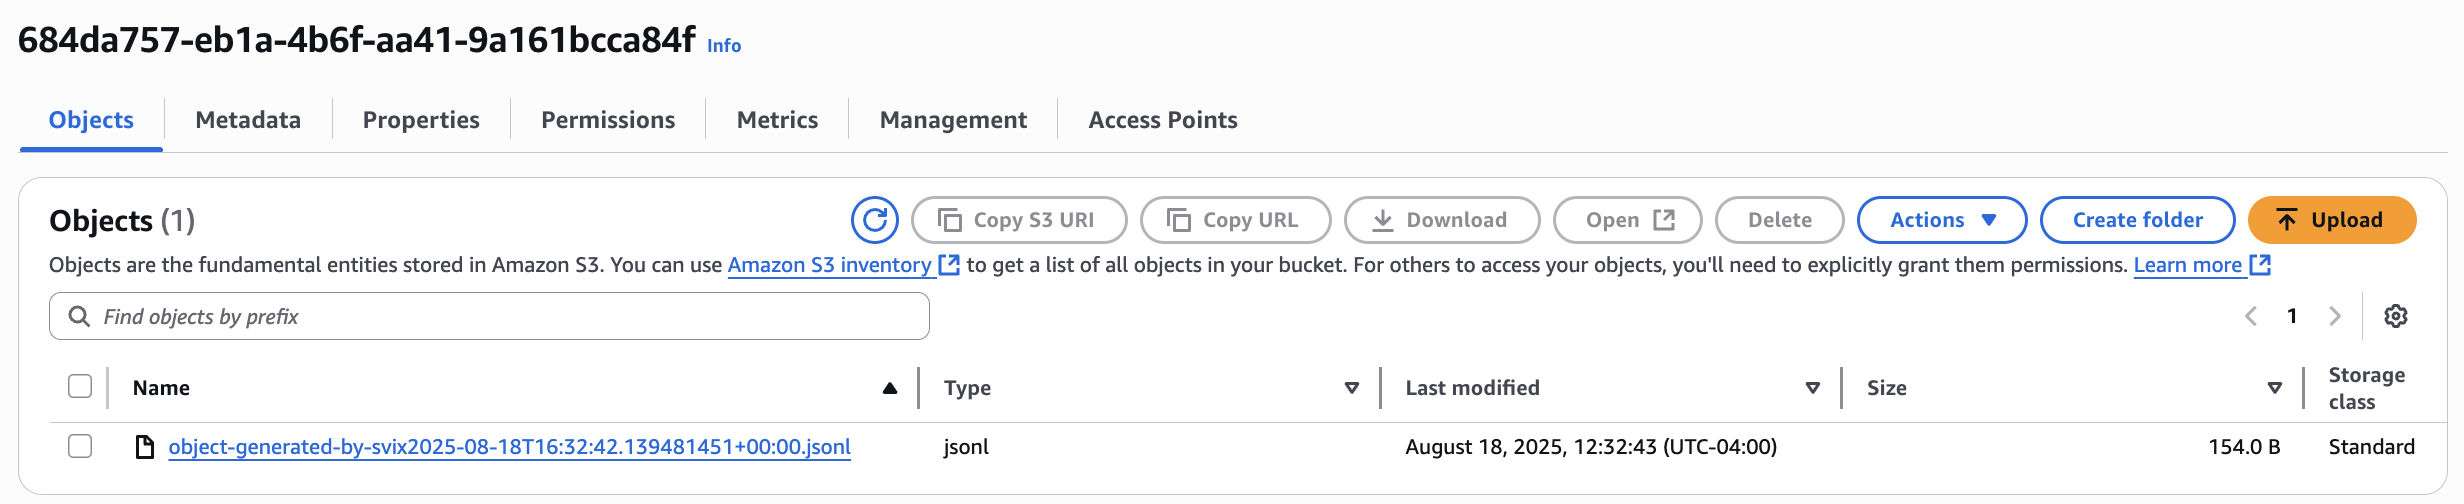 684da757-eb1a-4b6f-aa41-9a161bcca84f Info
Objects Metadata Properties Permissions Metrics Management Access Points
Objects (1) Copy S3 URI Copy URL Download Open Delete Actions Create folder Upload
Objects are the fundamental entities stored in Amazon S3. You can use Amazon S3 inventory to get a list of all objects in your bucket. For others to access your objects, you'll need to explicitly grant them permissions. Learn more
Find objects by prefix 1
Name Type Last modified Size Storage class
object-generated-by-svix2025-08-18T16:32:42.139481451+00:00.jsonl jsonl August 18, 2025, 12:32:43 (UTC-04:00) 154.0 B Standard